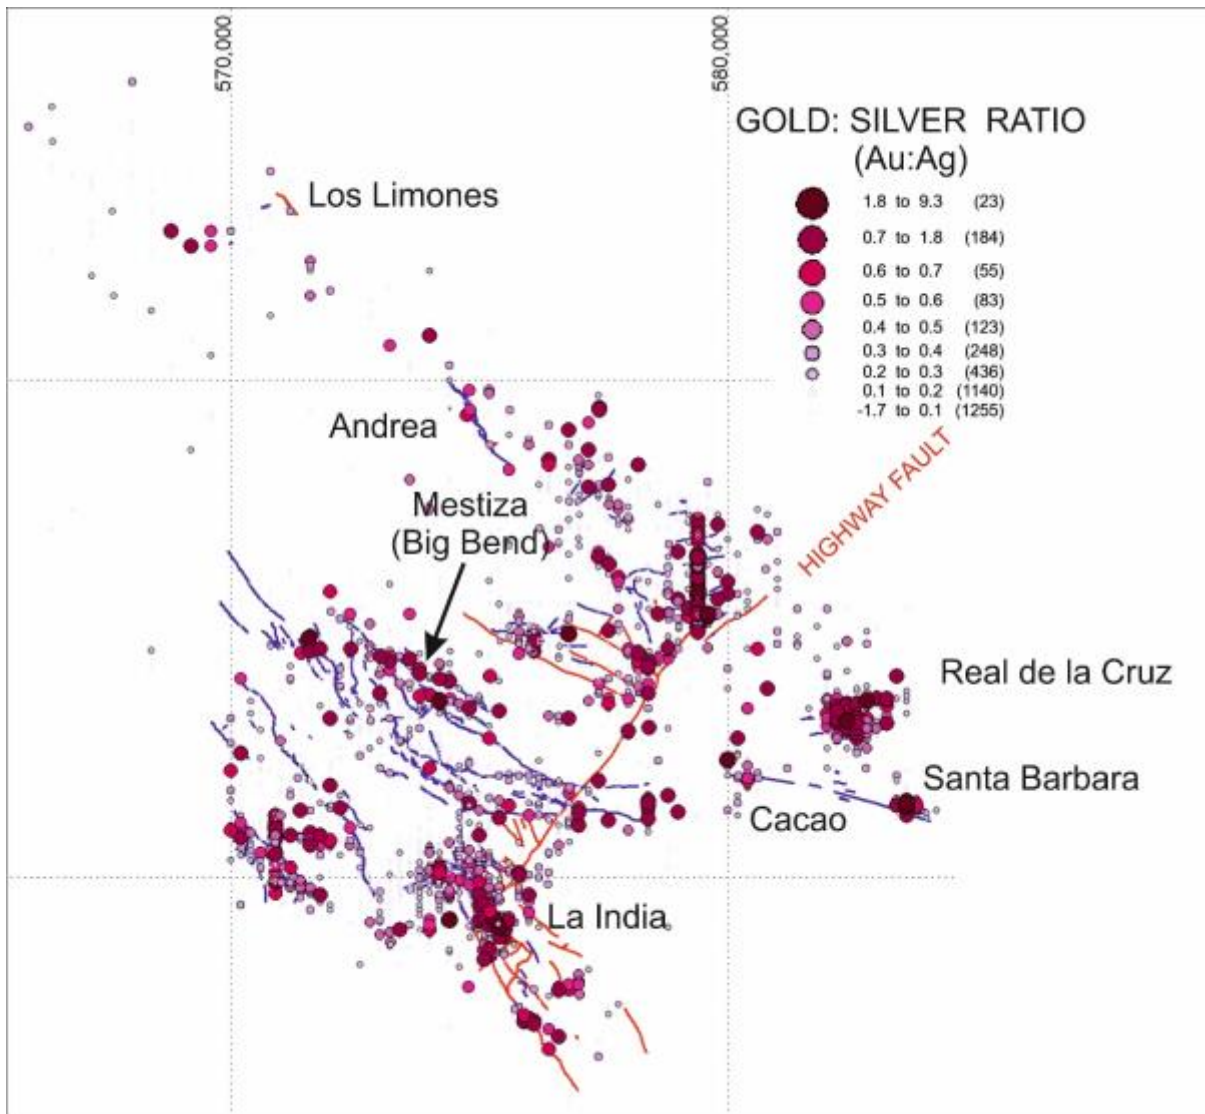 570,000
580,000
GOLD: SILVER RATIO
(Au:Ag)
1.8 to 9.3 (23)
0.7 to 1.8 (184)
0.6 to 0.7 (55)
0.5 to 0.6 (83)
0.4 to 0.5 (123)
0.3 to 0.4 (248)
0.2 to 0.3 (436)
0.1 to 0.2 (1140)
-1.7 to 0.1 (1255)
Los Limones
Andrea
Mestiza
(Big Bend)
HIGHWAY FAULT
Real de la Cruz
Santa Barbara
Cacao
La India